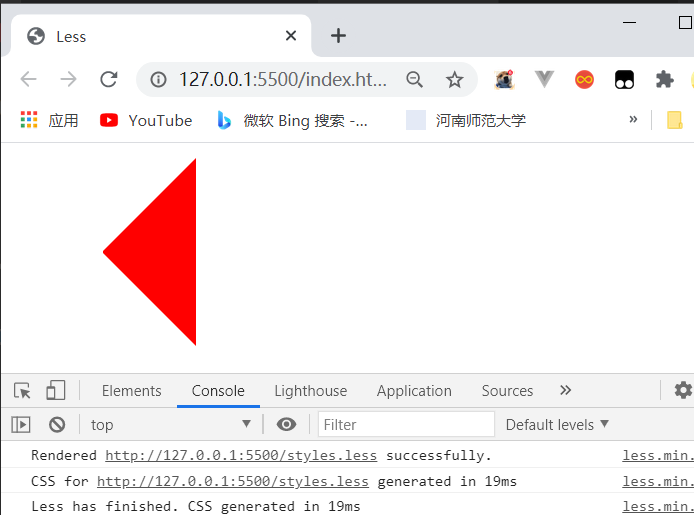 Less
127.0.0.1:5500/index.ht...
应用 YouTube 微软 Bing 搜索 -... 河南师范大学 »
Elements Console Lighthouse Application Sources »
top Filter Default levels
Rendered http://127.0.0.1:5500/styles.less successfully. less.min.
CSS for http://127.0.0.1:5500/styles.less generated in 19ms less.min.
Less has finished. CSS generated in 19ms less.min.